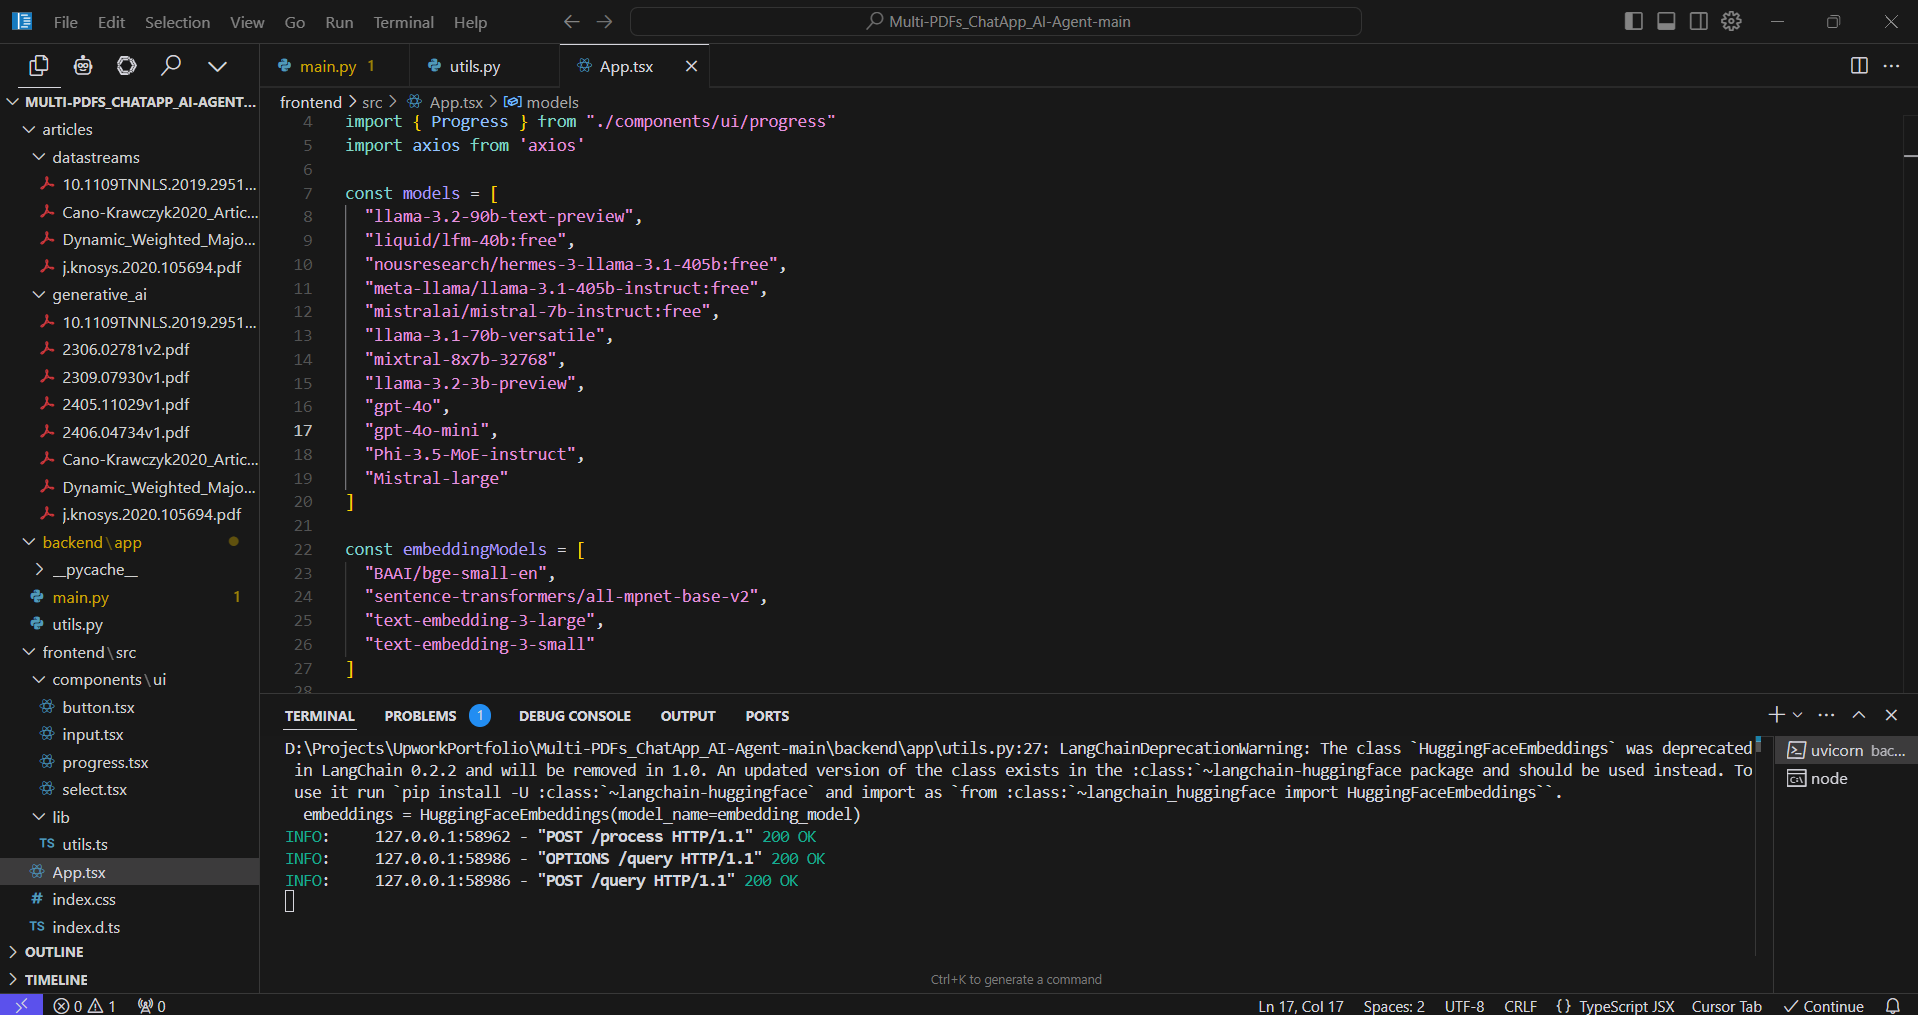 File Edit Selection View Go Run Terminal Help
Multi-PDFs_ChatApp_AI-Agent-main
main.py 1
utils.py
App.tsx
MULTI-PDFS_CHATAPP_AI-AGENT...
articles
datastreams
10.1109TNNLS.2019.2951...
Cano-Krawczyk2020_Artic...
Dynamic_Weighted_Majo...
j.knosys.2020.105694.pdf
generative_ai
10.1109TNNLS.2019.2951...
2306.02781v2.pdf
2309.07930v1.pdf
2405.11029v1.pdf
2406.04734v1.pdf
Cano-Krawczyk2020_Artic...
Dynamic_Weighted_Majo...
j.knosys.2020.105694.pdf
backend\app
__pycache__
main.py 1
utils.py
frontend\src
components\ui
button.tsx
input.tsx
progress.tsx
select.tsx
lib
TS utils.ts
App.tsx
# index.css
TS index.d.ts
OUTLINE
TIMELINE
frontend > src > App.tsx > models
4 import { Progress } from "./components/ui/progress"
5 import axios from 'axios'
6
7 const models = [
8 "llama-3.2-90b-text-preview",
9 "liquid/lfm-40b:free",
10 "nousresearch/hermes-3-llama-3.1-405b:free",
11 "meta-llama/llama-3.1-405b-instruct:free",
12 "mistralai/mistral-7b-instruct:free",
13 "llama-3.1-70b-versatile",
14 "mixtral-8x7b-32768",
15 "llama-3.2-3b-preview",
16 "gpt-4o",
17 "gpt-4o-mini",
18 "Phi-3.5-MoE-instruct",
19 "Mistral-large"
20 ]
21
22 const embeddingModels = [
23 "BAAI/bge-small-en",
24 "sentence-transformers/all-mpnet-base-v2",
25 "text-embedding-3-large",
26 "text-embedding-3-small"
27 ]
28
TERMINAL PROBLEMS 1 DEBUG CONSOLE OUTPUT PORTS
D:\Projects\UpworkPortfolio\Multi-PDFs_ChatApp_AI-Agent-main\backend\app\utils.py:27: LangChainDeprecationWarning: The class `HuggingFaceEmbeddings` was deprecated
in LangChain 0.2.2 and will be removed in 1.0. An updated version of the class exists in the :class:`~langchain-huggingface package and should be used instead. To
use it run `pip install -U :class:`~langchain-huggingface` and import as `from :class:`~langchain_huggingface import HuggingFaceEmbeddings``.
embeddings = HuggingFaceEmbeddings(model_name=embedding_model)
INFO: 127.0.0.1:58962 - "POST /process HTTP/1.1" 200 OK
INFO: 127.0.0.1:58986 - "OPTIONS /query HTTP/1.1" 200 OK
INFO: 127.0.0.1:58986 - "POST /query HTTP/1.1" 200 OK
uvicorn bac...
node
Ctrl+K to generate a command
0 1 0 Ln 17, Col 17 Spaces: 2 UTF-8 CRLF {} TypeScript JSX Cursor Tab Continue